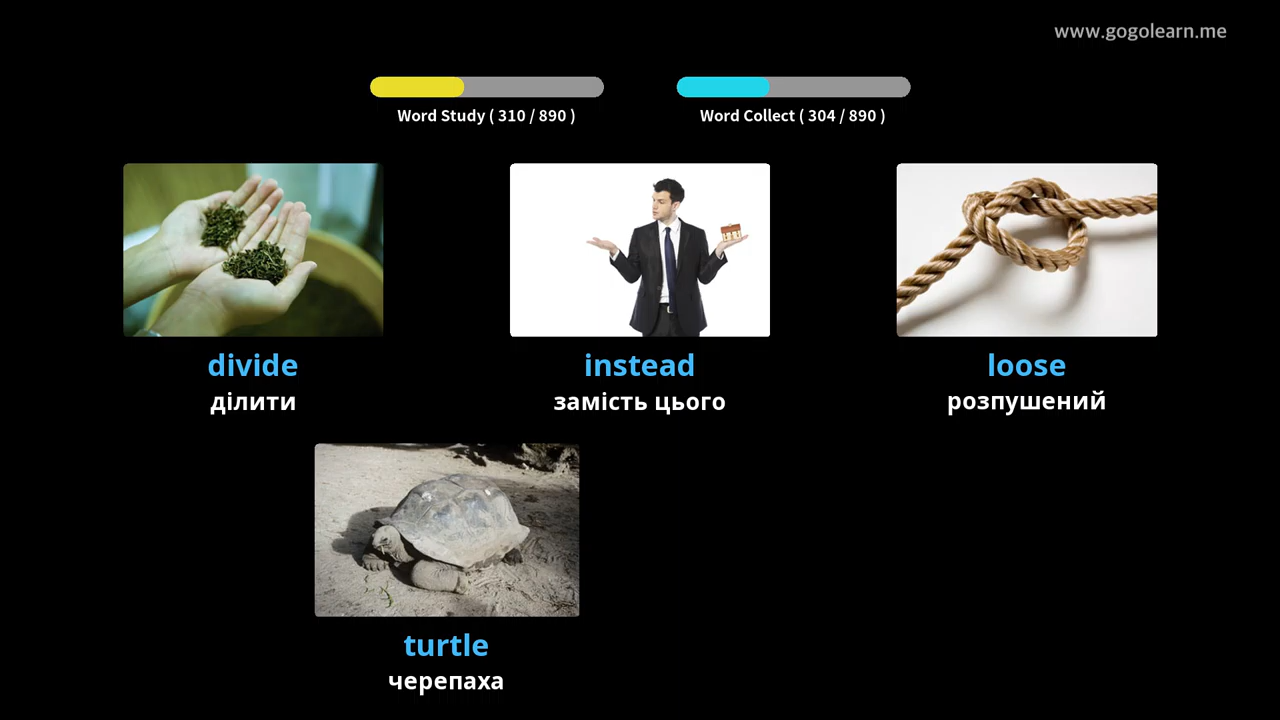 www.gogolearn.me
Word Study ( 310 / 890 )
Word Collect ( 304 / 890 )
divide
ділити
instead
замість цього
loose
розпушений
turtle
черепаха